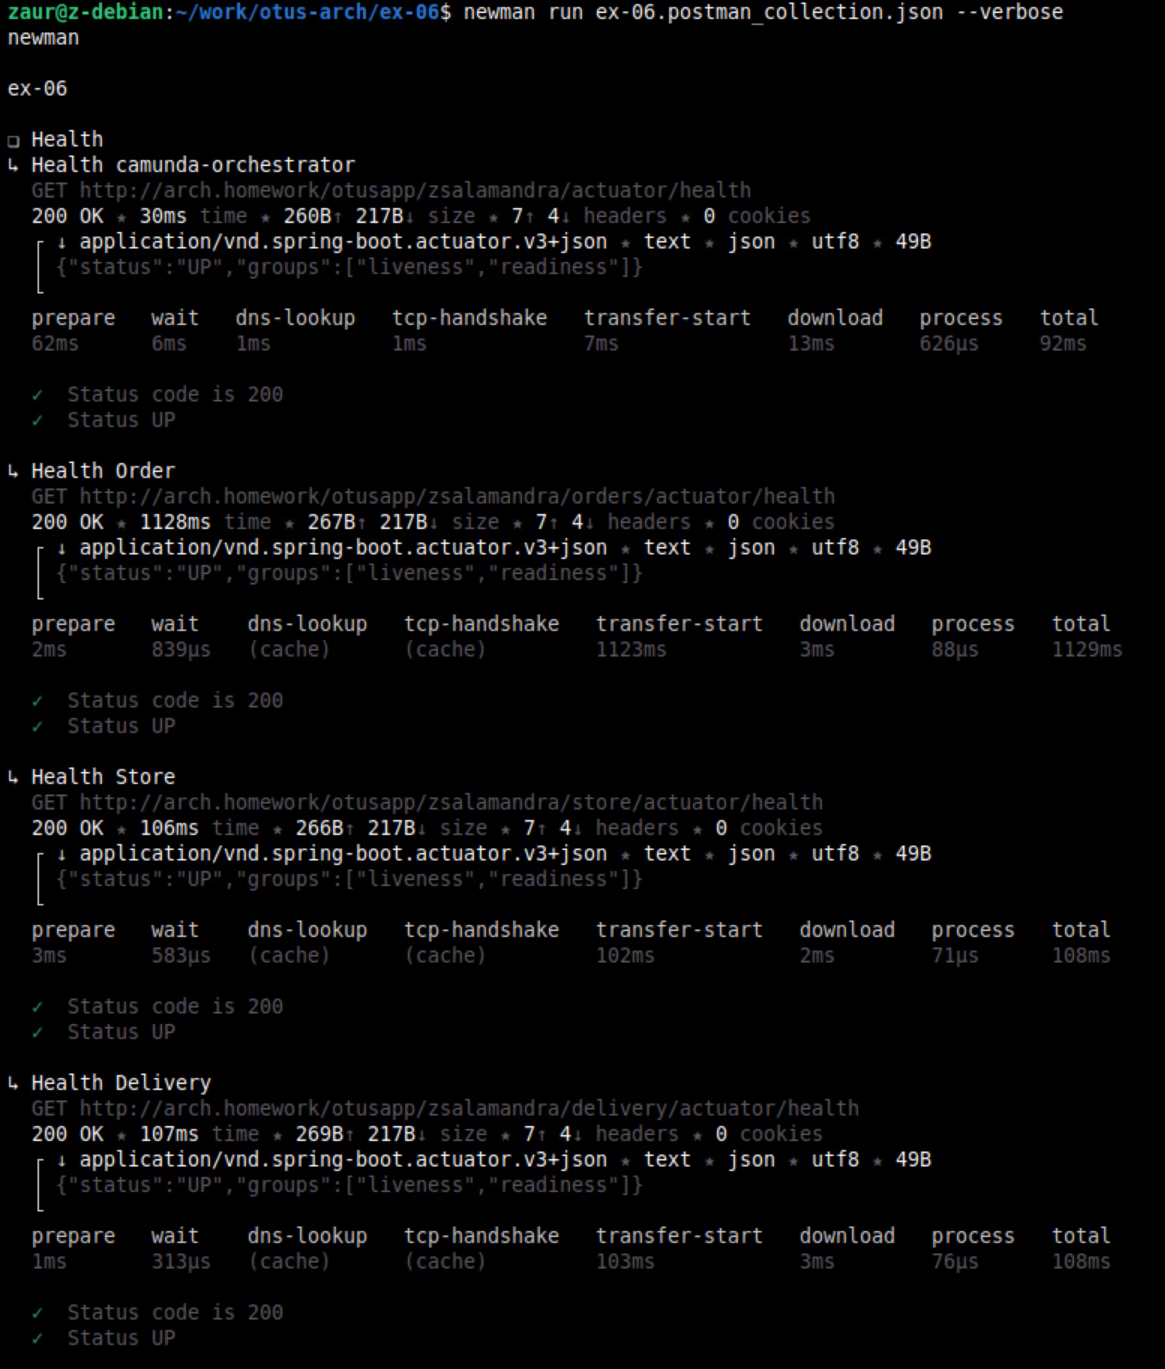 zaur@z-debian:~/work/otus-arch/ex-06$ newman run ex-06.postman_collection.json --verbose
newman
ex-06
❏ Health
↳ Health camunda-orchestrator
GET http://arch.homework/otusapp/zsalamandra/actuator/health
200 OK ★ 30ms time ★ 260B↑ 217B↓ size ★ 7↑ 4↓ headers ★ 0 cookies
┌ ↓ application/vnd.spring-boot.actuator.v3+json ★ text ★ json ★ utf8 ★ 49B
│ {"status":"UP","groups":["liveness","readiness"]}
└
prepare wait dns-lookup tcp-handshake transfer-start download process total
62ms 6ms 1ms 1ms 7ms 13ms 626µs 92ms
✓ Status code is 200
✓ Status UP
↳ Health Order
GET http://arch.homework/otusapp/zsalamandra/orders/actuator/health
200 OK ★ 1128ms time ★ 267B↑ 217B↓ size ★ 7↑ 4↓ headers ★ 0 cookies
┌ ↓ application/vnd.spring-boot.actuator.v3+json ★ text ★ json ★ utf8 ★ 49B
│ {"status":"UP","groups":["liveness","readiness"]}
└
prepare wait dns-lookup tcp-handshake transfer-start download process total
2ms 839µs (cache) (cache) 1123ms 3ms 88µs 1129ms
✓ Status code is 200
✓ Status UP
↳ Health Store
GET http://arch.homework/otusapp/zsalamandra/store/actuator/health
200 OK ★ 106ms time ★ 266B↑ 217B↓ size ★ 7↑ 4↓ headers ★ 0 cookies
┌ ↓ application/vnd.spring-boot.actuator.v3+json ★ text ★ json ★ utf8 ★ 49B
│ {"status":"UP","groups":["liveness","readiness"]}
└
prepare wait dns-lookup tcp-handshake transfer-start download process total
3ms 583µs (cache) (cache) 102ms 2ms 71µs 108ms
✓ Status code is 200
✓ Status UP
↳ Health Delivery
GET http://arch.homework/otusapp/zsalamandra/delivery/actuator/health
200 OK ★ 107ms time ★ 269B↑ 217B↓ size ★ 7↑ 4↓ headers ★ 0 cookies
┌ ↓ application/vnd.spring-boot.actuator.v3+json ★ text ★ json ★ utf8 ★ 49B
│ {"status":"UP","groups":["liveness","readiness"]}
└
prepare wait dns-lookup tcp-handshake transfer-start download process total
1ms 313µs (cache) (cache) 103ms 3ms 76µs 108ms
✓ Status code is 200
✓ Status UP